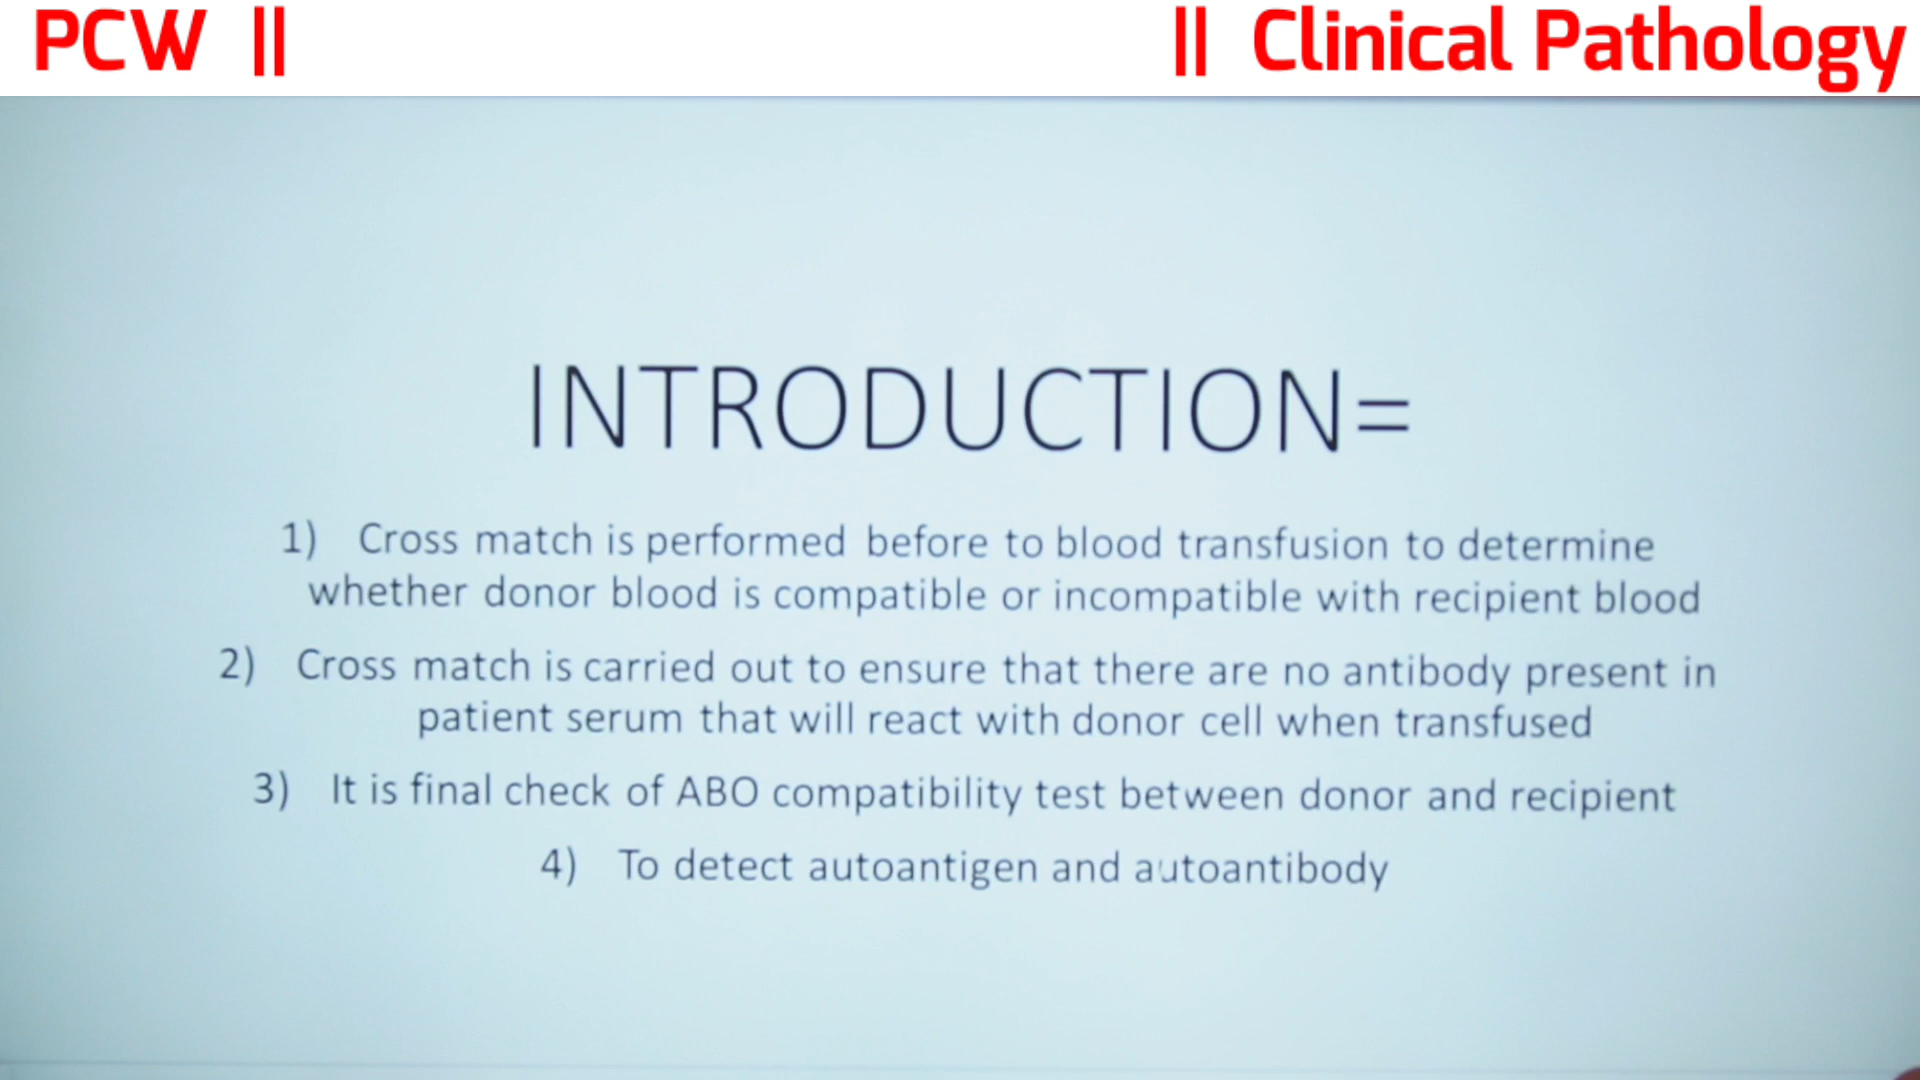 PCW || || Clinical Pathology
INTRODUCTION=
1) Cross match is performed before to blood transfusion to determine
whether donor blood is compatible or incompatible with recipient blood
2) Cross match is carried out to ensure that there are no antibody present in
patient serum that will react with donor cell when transfused
3) It is final check of ABO compatibility test between donor and recipient
4) To detect autoantigen and autoantibody